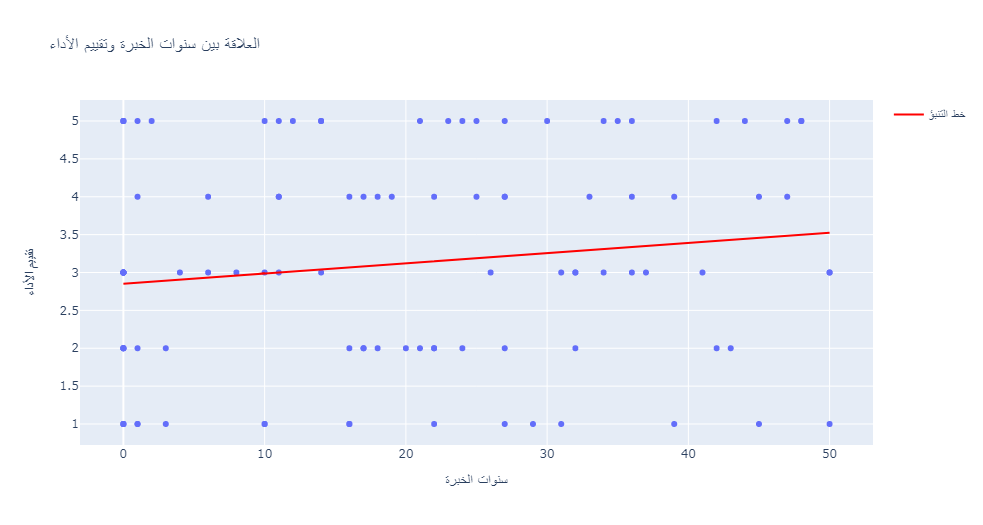 العلاقة بين سنوات الخبرة وتقييم الأداء
خط التنبؤ
تقييم الأداء
5
4.5
4
3.5
3
2.5
2
1.5
1
0 10 20 30 40 50
سنوات الخبرة